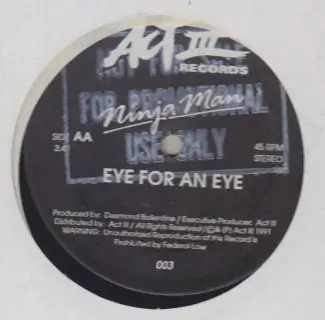 Act III
RECORDS
NOT FOR SALE
FOR PROMOTIONAL
USE ONLY
Ninja Man
SIDE AA
3:4
45 RPM
STEREO
EYE FOR AN EYE
Produced by: Desmond Ballentine // Executive Producer: Act III
Distributed by: Act III / All Rights Reserved / © & (P) Act III 1991
WARNING: Unauthorized Reproduction of this Record is
Prohibited by Federal Law
003